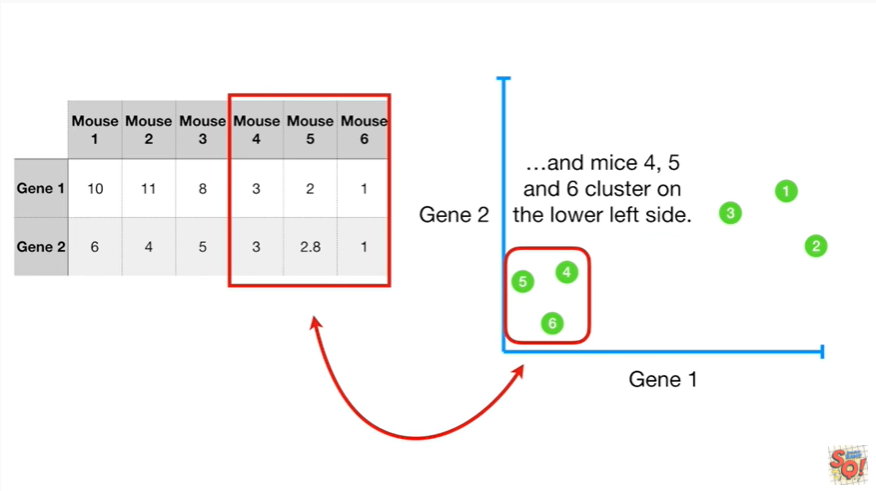 Mouse 1 Mouse 2 Mouse 3 Mouse 4 Mouse 5 Mouse 6
Gene 1 10 11 8 3 2 1
Gene 2 6 4 5 3 2.8 1
...and mice 4, 5
and 6 cluster on
the lower left side.
Gene 2
1
3
2
4
5
6
Gene 1
SQ!